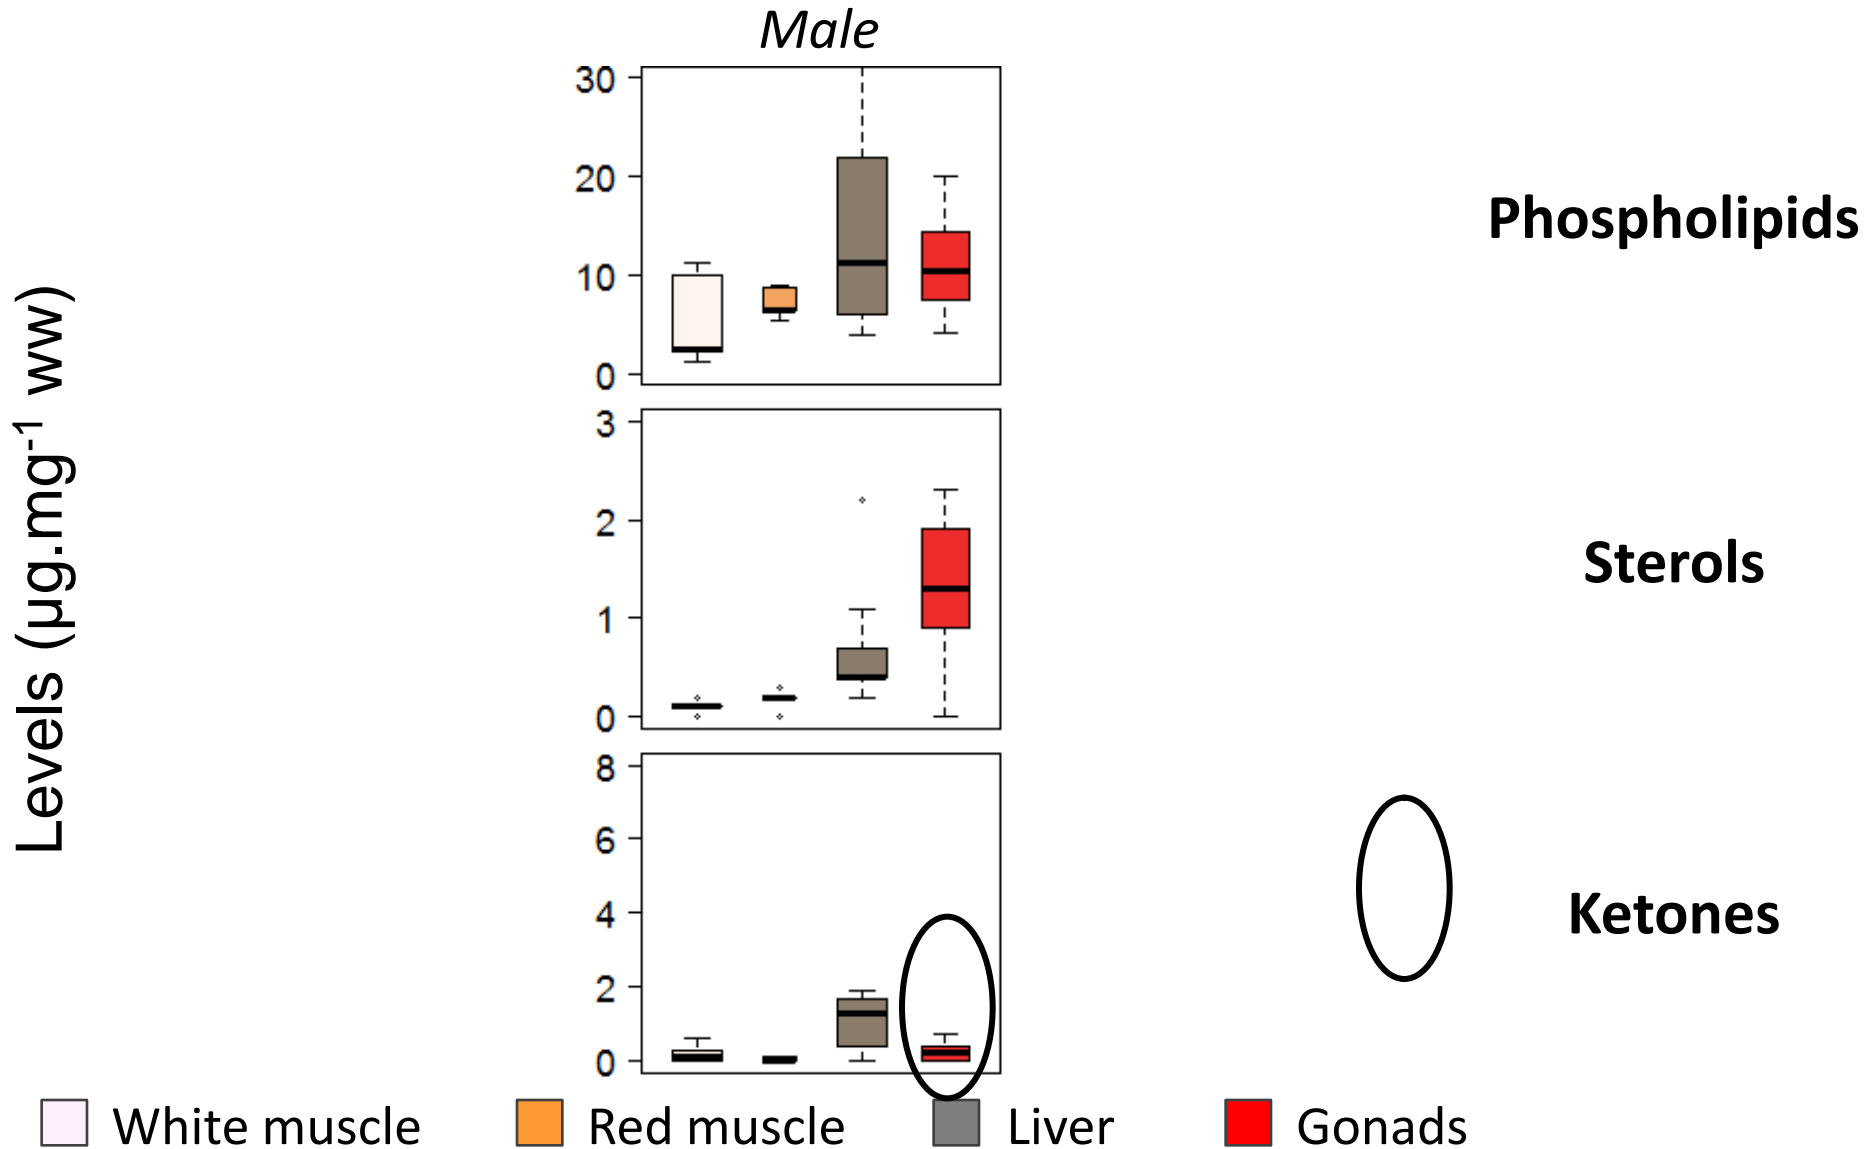 Male
Levels (µg.mg-1 ww)
30
20
10
0
Phospholipids
3
2
1
0
Sterols
8
6
4
2
0
Ketones
White muscle
Red muscle
Liver
Gonads